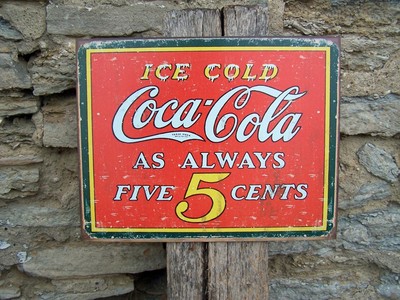 ICE COLD
Coca-Cola
AS ALWAYS
FIVE 5 CENTS